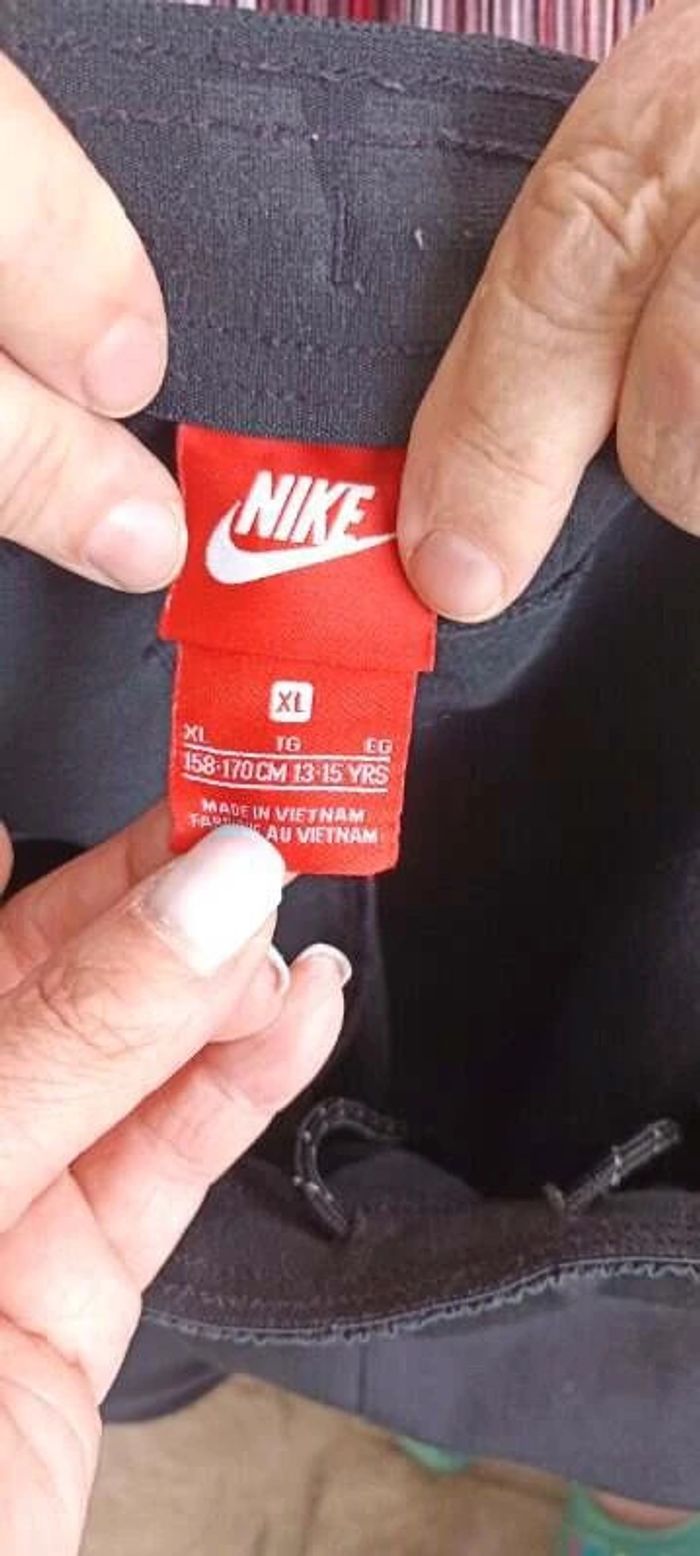 NIKE
XL
XL TG EG
158-170CM 13-15 YRS
MADE IN VIETNAM
AU VIETNAM